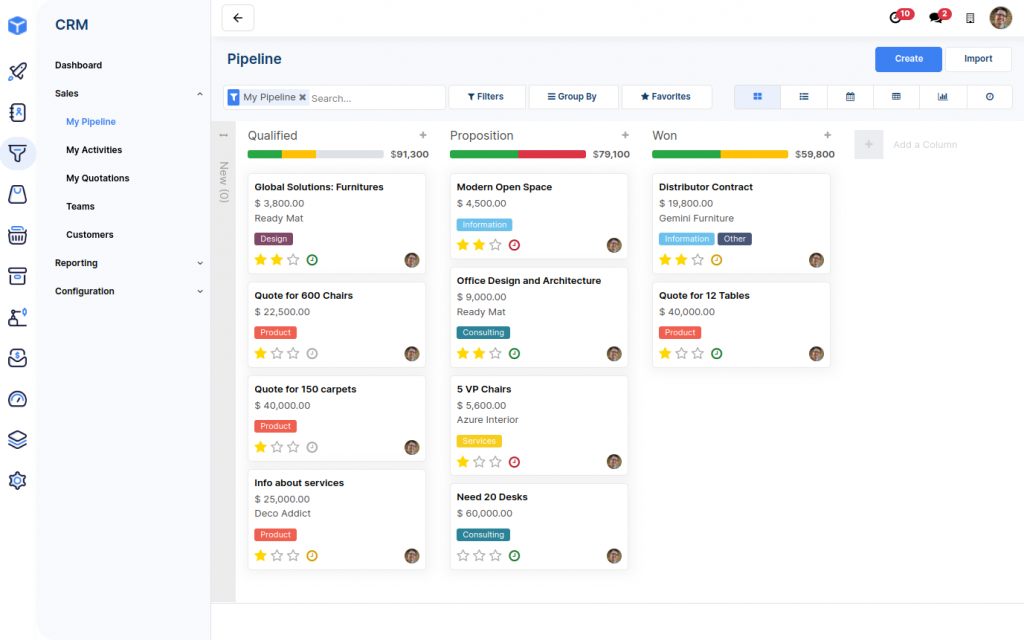 CRM
10
2
Dashboard
Sales
My Pipeline
My Activities
My Quotations
Teams
Customers
Reporting
Configuration
Pipeline
Create
Import
My Pipeline
Search...
Filters
Group By
Favorites
New (0)
Qualified
$91,300
Global Solutions: Furnitures
$ 3,800.00
Ready Mat
Design
Quote for 600 Chairs
$ 22,500.00
Product
Quote for 150 carpets
$ 40,000.00
Product
Info about services
$ 25,000.00
Deco Addict
Product
Proposition
$79,100
Modern Open Space
$ 4,500.00
Information
Office Design and Architecture
$ 9,000.00
Ready Mat
Consulting
5 VP Chairs
$ 5,600.00
Azure Interior
Services
Need 20 Desks
$ 60,000.00
Consulting
Won
$59,800
Distributor Contract
$ 19,800.00
Gemini Furniture
Information Other
Quote for 12 Tables
$ 40,000.00
Product
Add a Column